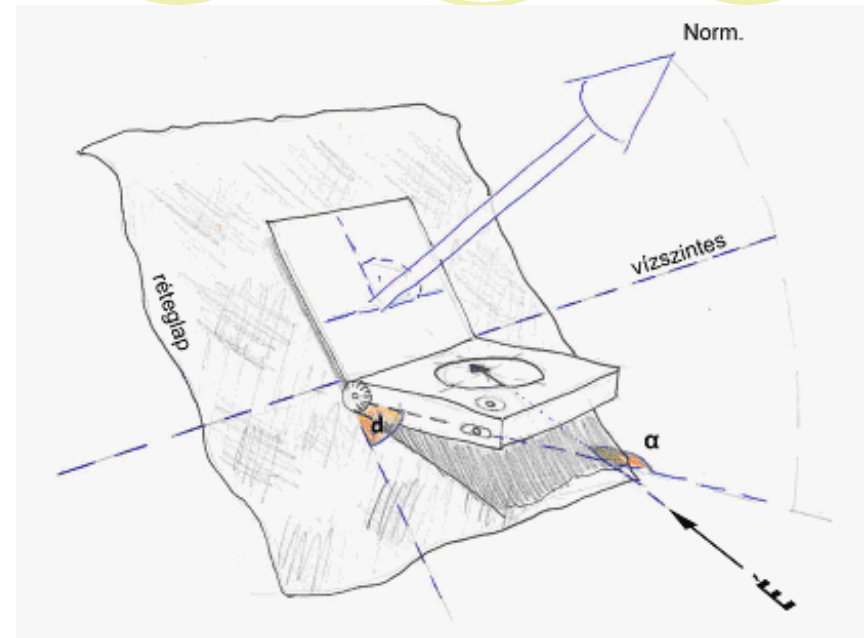 Norm.
vízszintes
réteglap
d
α
É